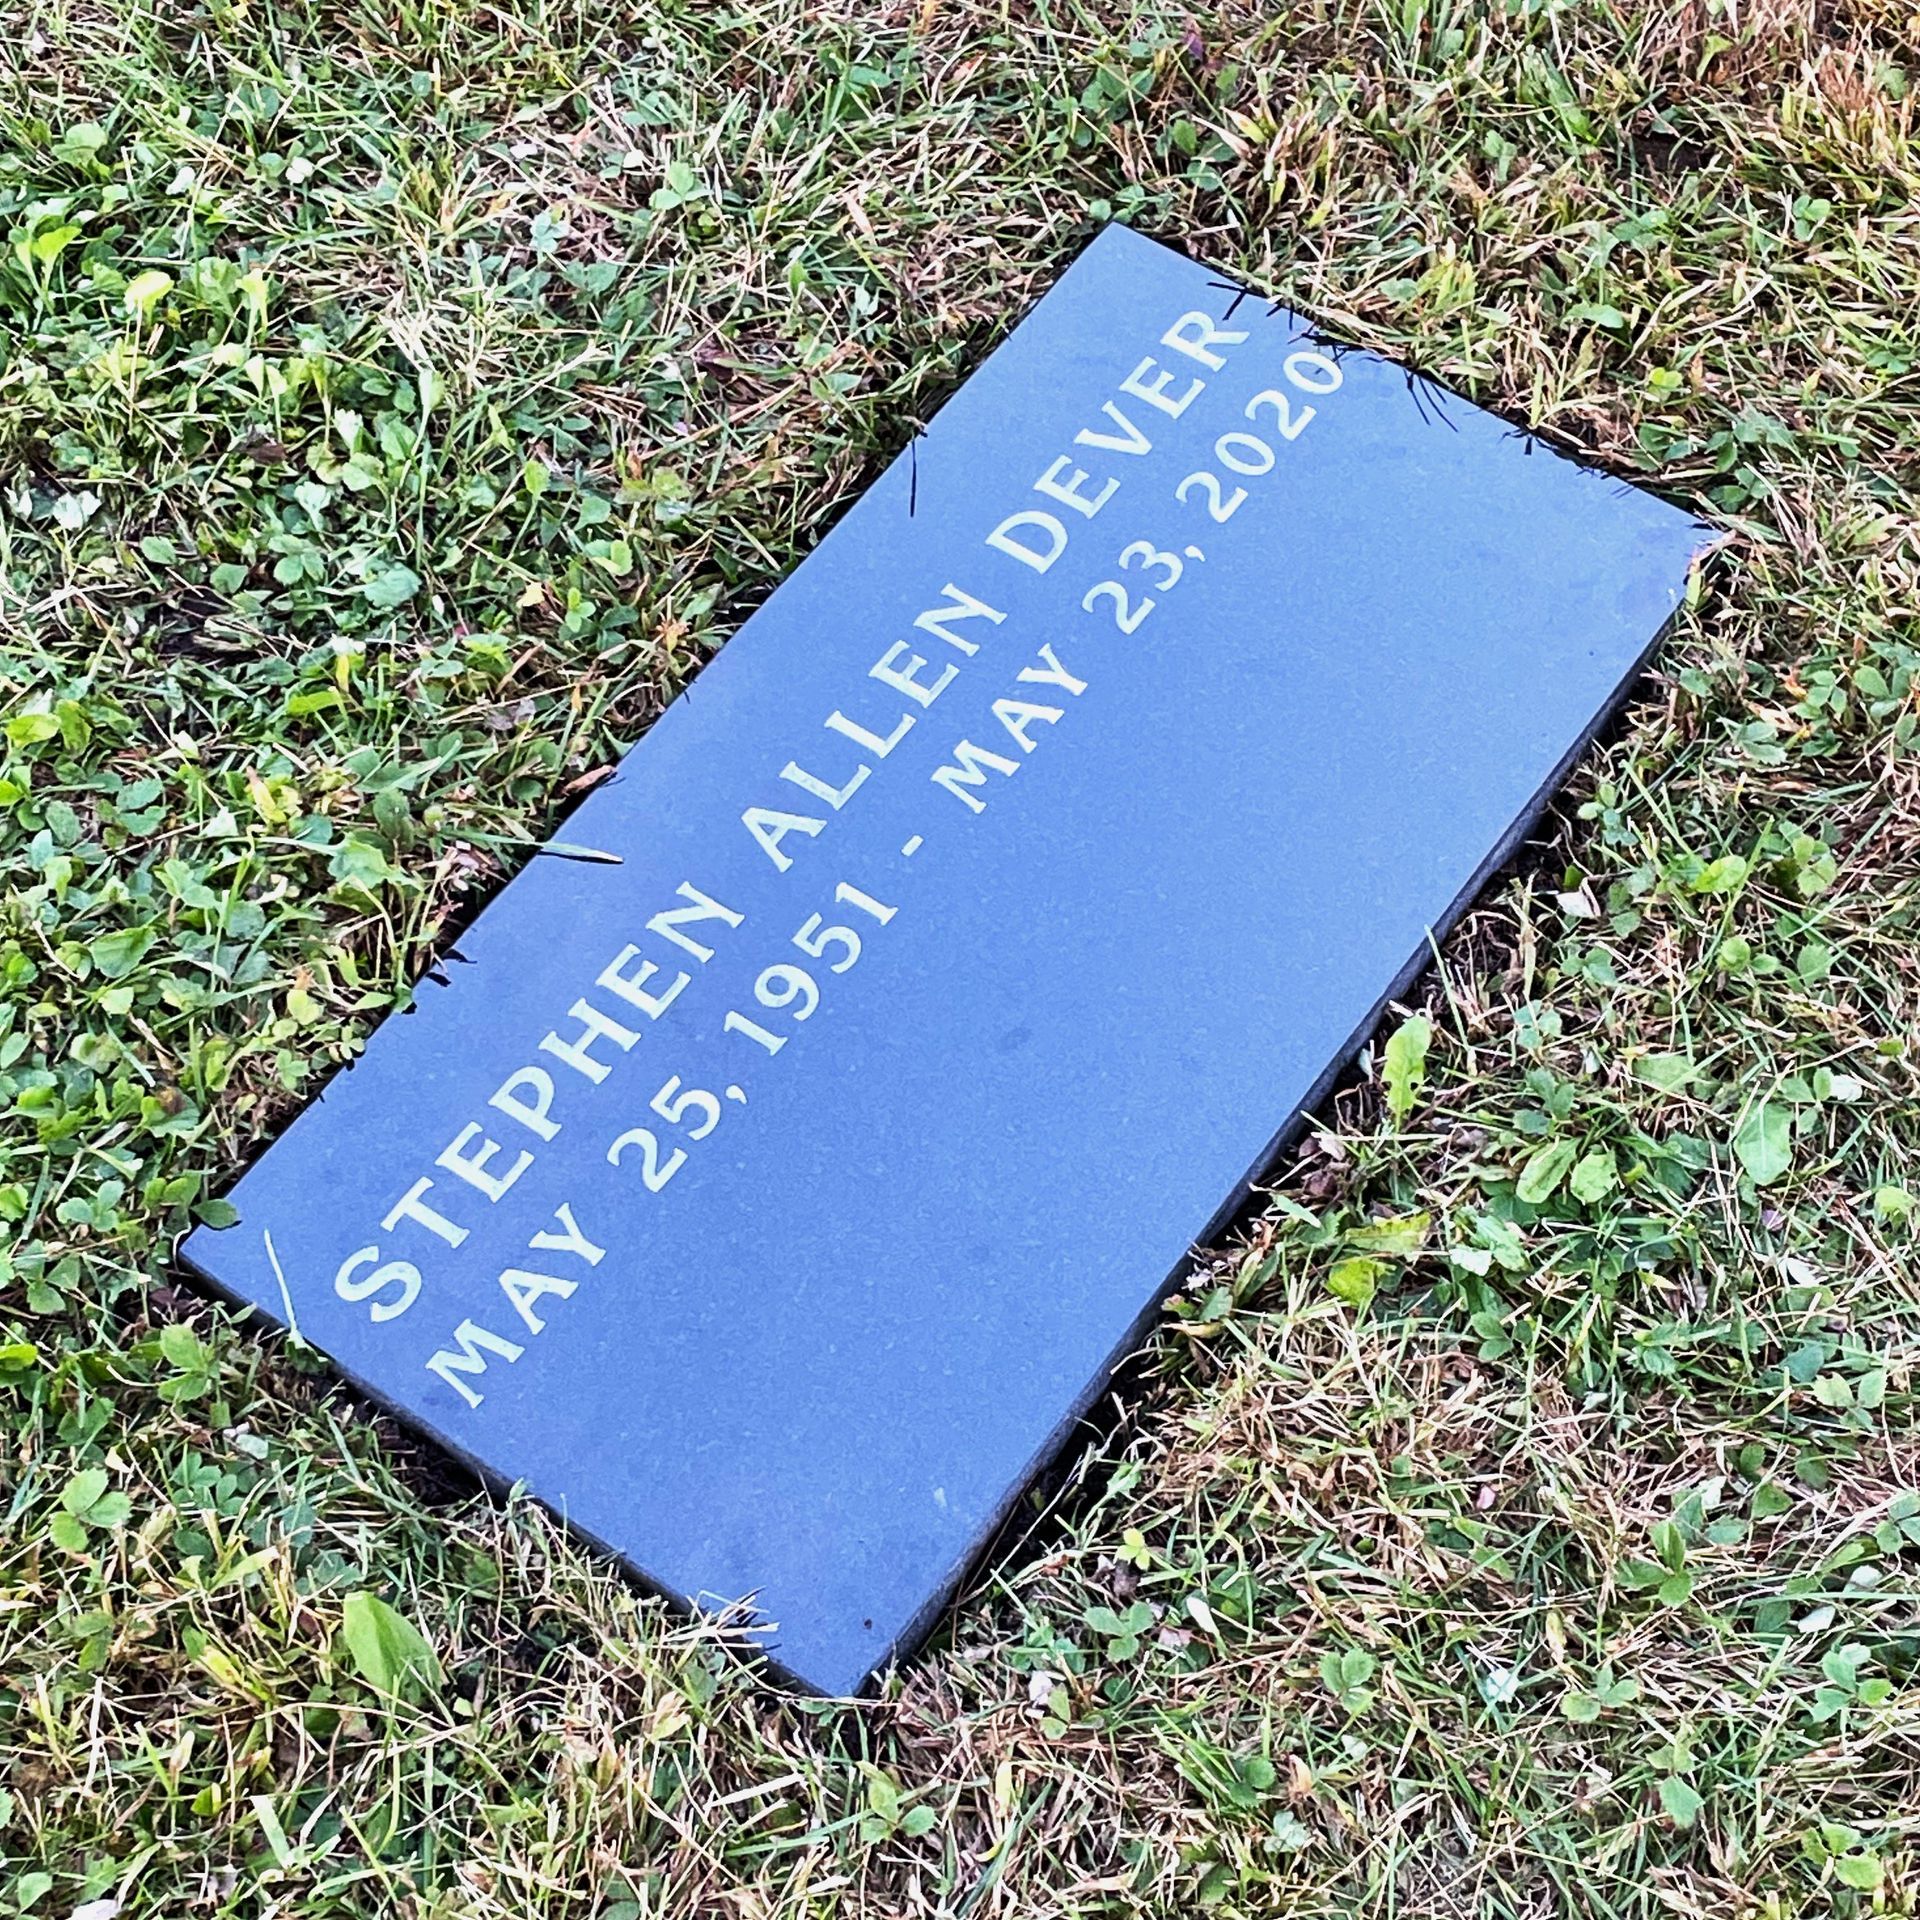 STEPHEN ALLEN DEVER
MAY 25, 1951 - MAY 23, 2020